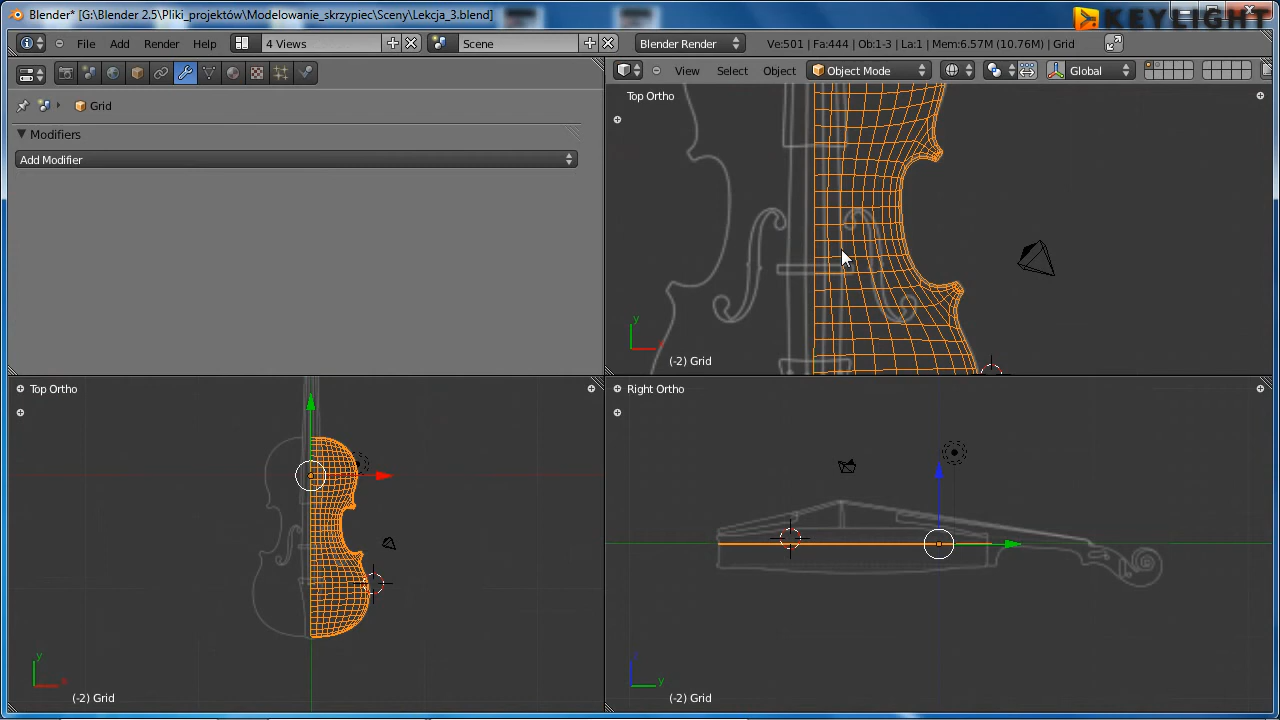 Blender* [G:\Blender 2.5\Pliki_projektów\Modelowanie_skrzypiec\Sceny\Lekcja_3.blend]
KEYLIGHT
File Add Render Help 4 Views Scene Blender Render Ve:501 | Fa:444 | Ob:1-3 | La:1 | Mem:6.57M (10.76M) | Grid
View Select Object Object Mode Global
Grid
Modifiers
Add Modifier
Top Ortho
y
(-2) Grid
Top Ortho
y
x
(-2) Grid
Right Ortho
y
(-2) Grid